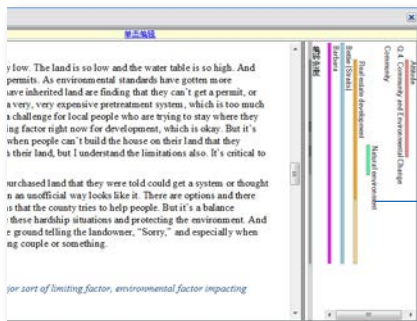 单击编辑
y low. The land is so low and the water table is so high. And
permits. As environmental standards have gotten more
ave inherited land are finding that they can't get a permit, or
a very, very expensive pretreatment system, which is too much
a challenge for local people who are trying to stay where they
ing factor right now for development, which is okay. But it's
when people can't build the house on their land that they
h their land, but I understand the limitations also. It's critical to
purchased land that they were told could get a system or thought
n an unofficial way looks like it. There are options and there
s that the county tries to help people. But it's a balance
these hardship situations and protecting the environment. And
e ground telling the landowner, "Sorry," and especially when
ng couple or something.
jor sort of limiting factor, environmental factor impacting
Attitude
Q.4. Community and Environmental Change
Community
Natural environment
Real estate development
Bettie (Straits)
Barbara